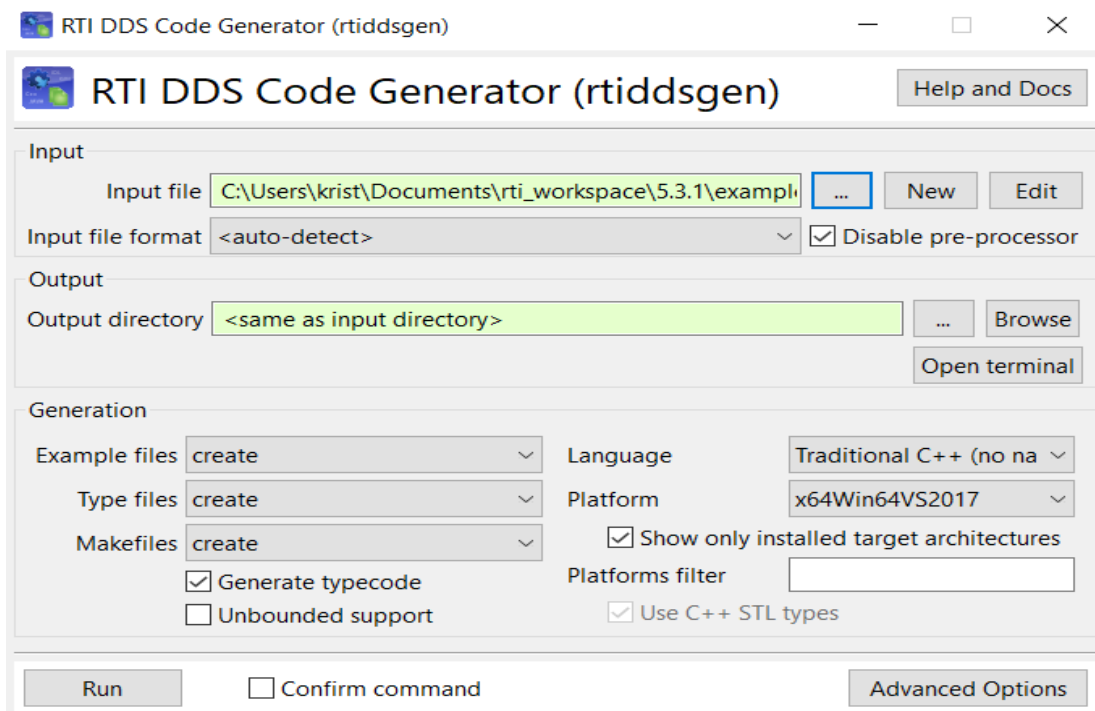 RTI DDS Code Generator (rtiddsgen)
RTI DDS Code Generator (rtiddsgen) Help and Docs
Input
Input file C:\Users\krist\Documents\rti_workspace\5.3.1\example ... New Edit
Input file format <auto-detect> Disable pre-processor
Output
Output directory <same as input directory> ... Browse
Open terminal
Generation
Example files create Language Traditional C++ (no na
Type files create Platform x64Win64VS2017
Makefiles create Show only installed target architectures
Generate typecode Platforms filter
Unbounded support Use C++ STL types
Run Confirm command Advanced Options